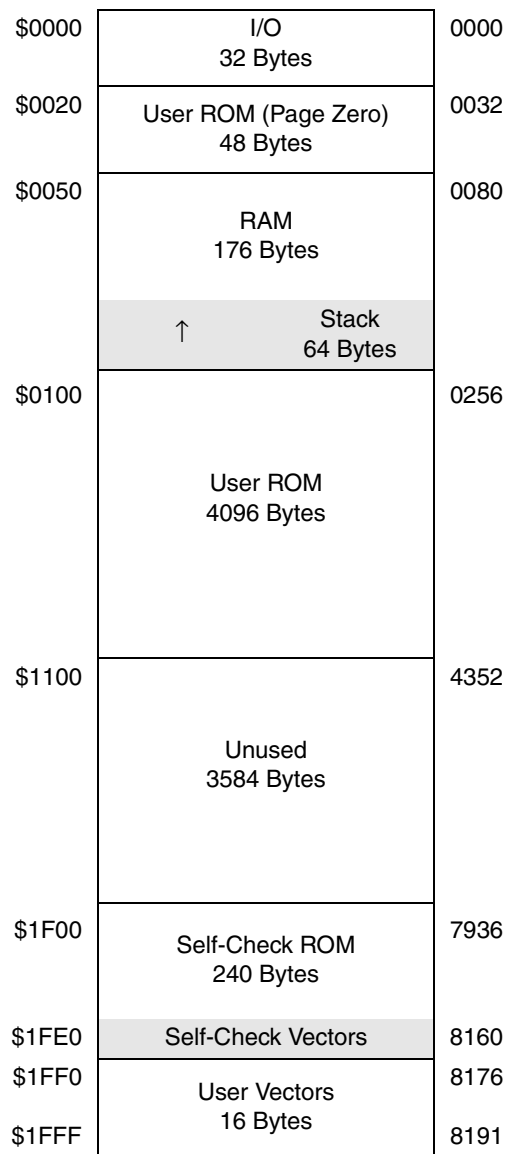 $0000 I/O 0000
32 Bytes
$0020 User ROM (Page Zero) 0032
48 Bytes
$0050 0080
RAM
176 Bytes
↑ Stack
64 Bytes
$0100 0256
User ROM
4096 Bytes
$1100 4352
Unused
3584 Bytes
$1F00 7936
Self-Check ROM
240 Bytes
$1FE0 Self-Check Vectors 8160
$1FF0 8176
User Vectors
16 Bytes
$1FFF 8191